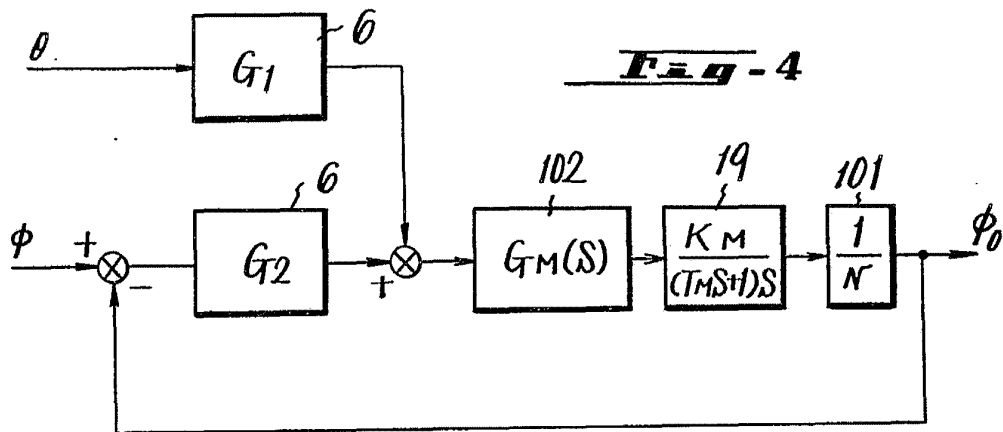 6
θ
G1
Fig-4
6
102
19
101
φ
+
G2
GM(S)
KM
(TMS+1)S
1
N
φ0
-
+